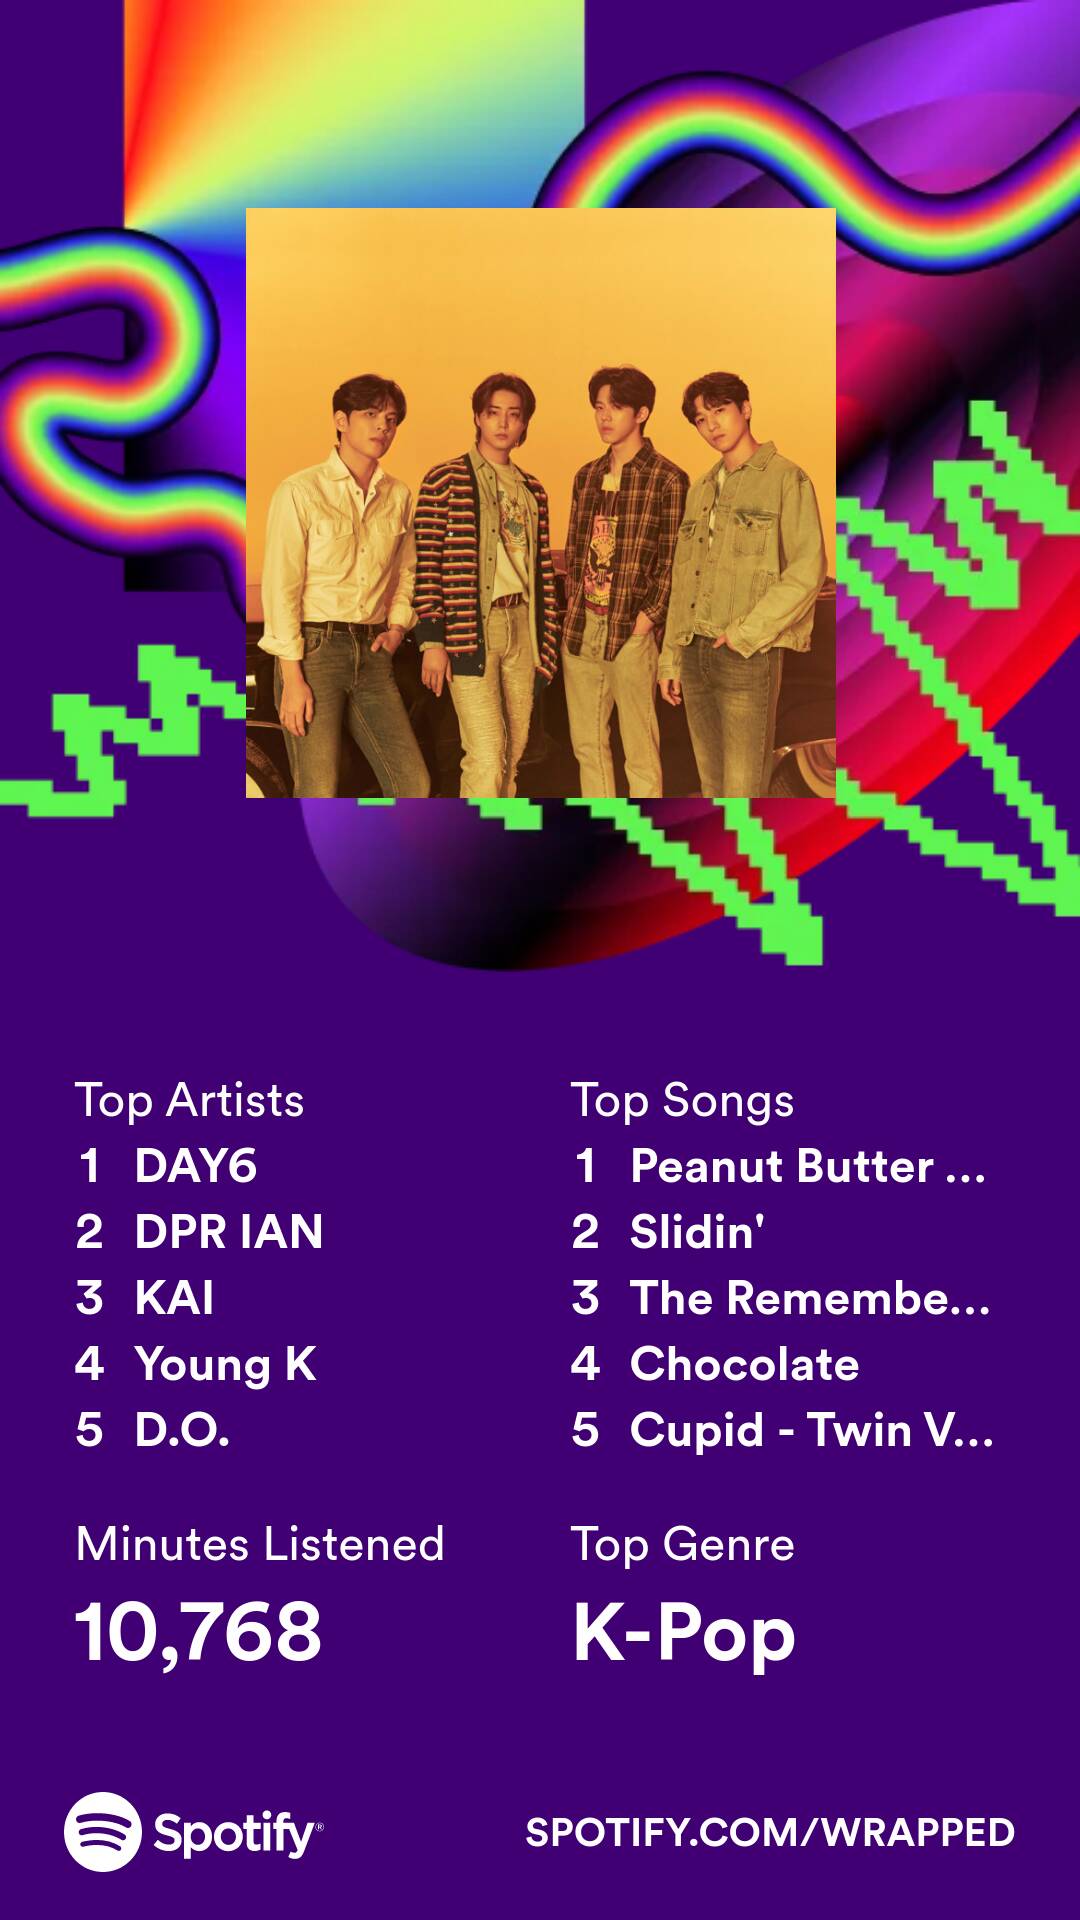 Top Artists
1 DAY6
2 DPR IAN
3 KAI
4 Young K
5 D.O.
Top Songs
1 Peanut Butter ...
2 Slidin'
3 The Remembe...
4 Chocolate
5 Cupid - Twin V...
Minutes Listened
10,768
Top Genre
K-Pop
Spotify®
SPOTIFY.COM/WRAPPED